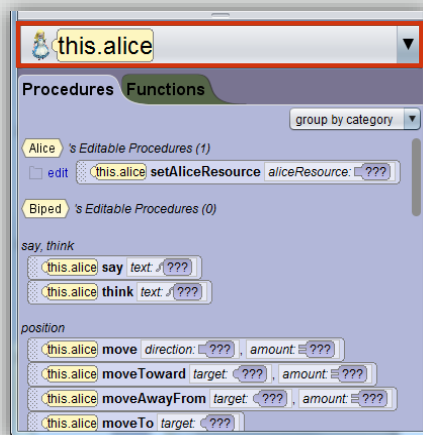 this.alice
Procedures Functions
group by category
Alice 's Editable Procedures (1)
edit this.alice setAliceResource aliceResource: ???
Biped 's Editable Procedures (0)
say, think
this.alice say text: ???
this.alice think text: ???
position
this.alice move direction: ??? , amount: ???
this.alice moveToward target: ??? , amount: ???
this.alice moveAwayFrom target: ??? , amount: ???
this.alice moveTo target: ???